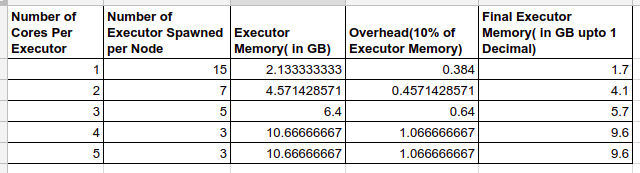 Number of Cores Per Executor | Number of Executor Spawned per Node | Executor Memory( in GB) | Overhead(10% of Executor Memory) | Final Executor Memory( in GB upto 1 Decimal)
1 | 15 | 2.133333333 | 0.384 | 1.7
2 | 7 | 4.571428571 | 0.4571428571 | 4.1
3 | 5 | 6.4 | 0.64 | 5.7
4 | 3 | 10.66666667 | 1.066666667 | 9.6
5 | 3 | 10.66666667 | 1.066666667 | 9.6